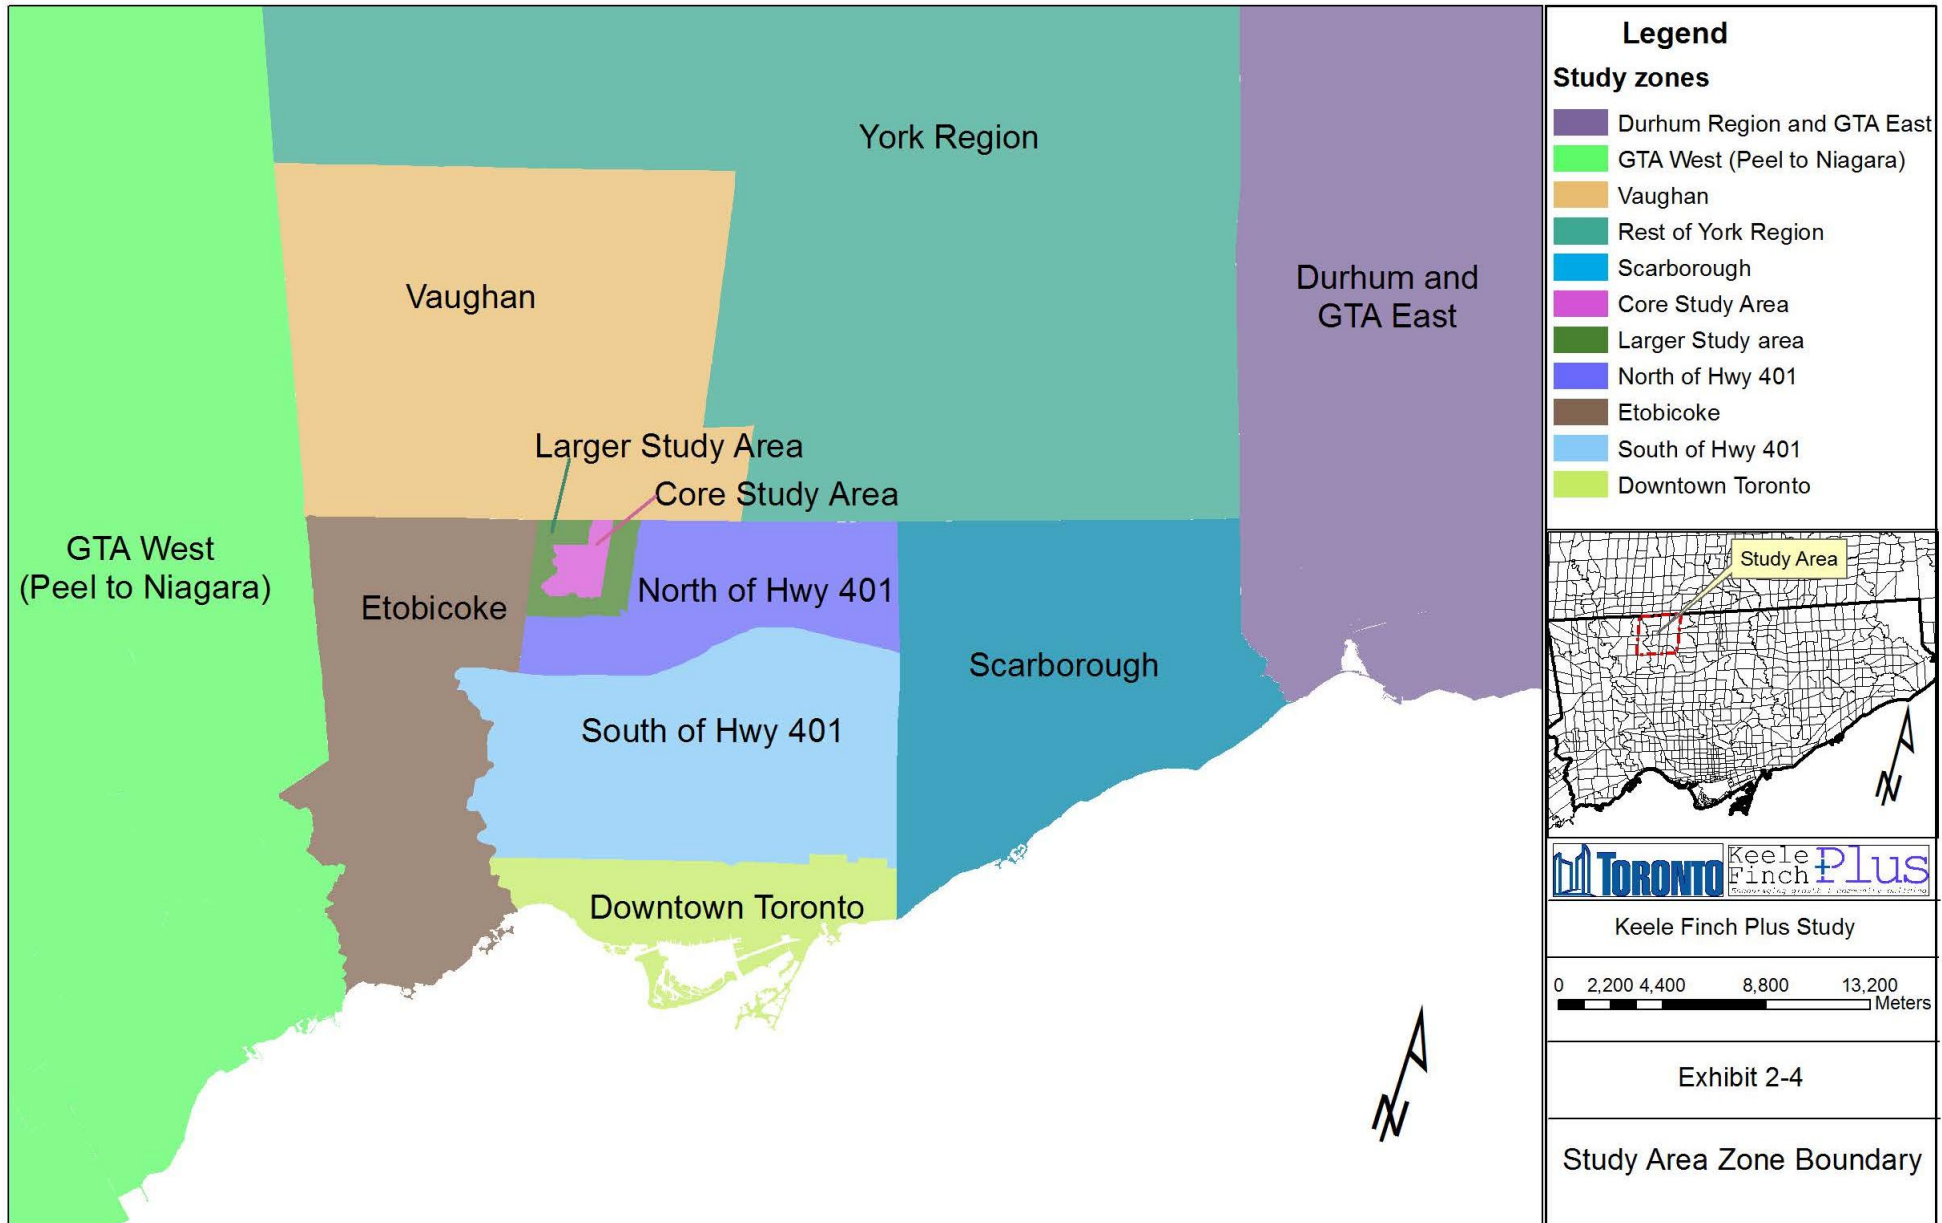 York Region
Vaughan
Durhum and
GTA East
Larger Study Area
Core Study Area
GTA West
(Peel to Niagara)
Etobicoke
North of Hwy 401
Scarborough
South of Hwy 401
Downtown Toronto
N
Legend
Study zones
Durhum Region and GTA East
GTA West (Peel to Niagara)
Vaughan
Rest of York Region
Scarborough
Core Study Area
Larger Study area
North of Hwy 401
Etobicoke
South of Hwy 401
Downtown Toronto
Study Area
N
TORONTO
Keele
Finch
+Plus
Encouraging growth & community building
Keele Finch Plus Study
0 2,200 4,400 8,800 13,200
Meters
Exhibit 2-4
Study Area Zone Boundary